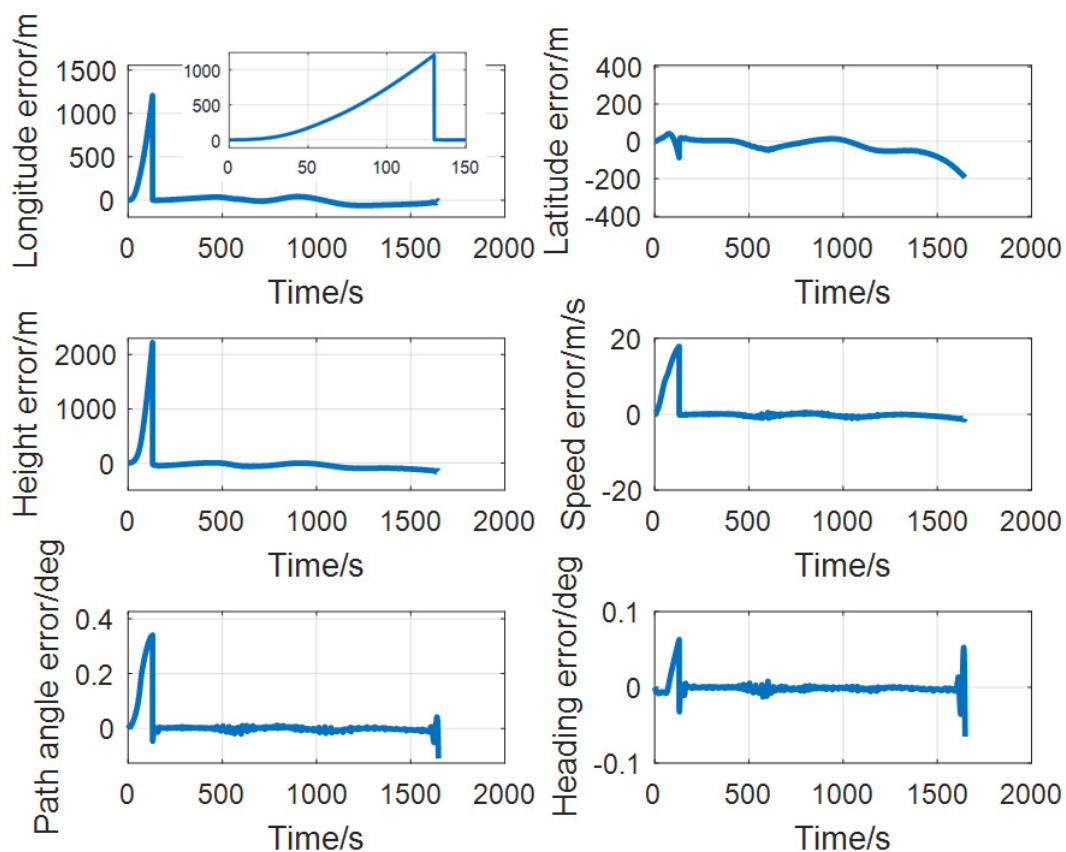 Longitude error/m
1500
1000
500
0
0 500 1000 1500 2000
Time/s
1000
500
0
0 50 100 150
Latitude error/m
400
200
0
-200
-400
0 500 1000 1500 2000
Time/s
Height error/m
2000
1000
0
0 500 1000 1500 2000
Time/s
Speed error/m/s
20
0
-20
0 500 1000 1500 2000
Time/s
Path angle error/deg
0.4
0.2
0
0 500 1000 1500 2000
Time/s
Heading error/deg
0.1
0
-0.1
0 500 1000 1500 2000
Time/s